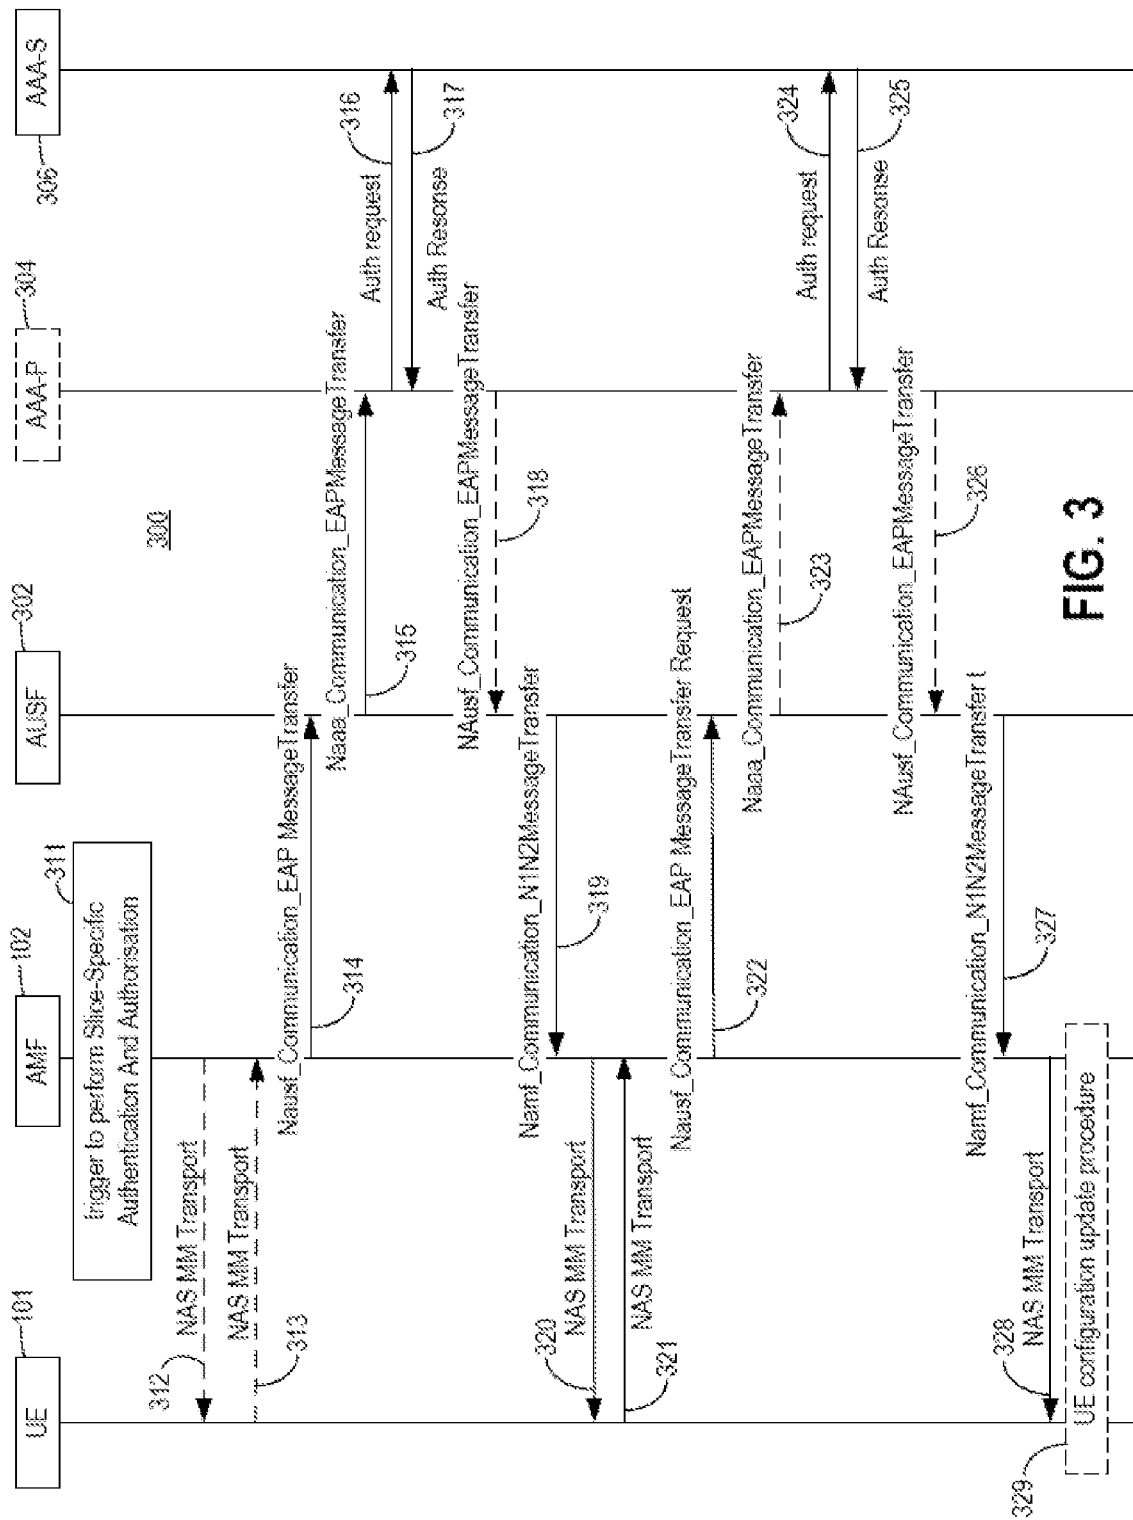 UE
101
AMF
102
AUSF
302
AAA-P
304
AAA-S
306
300
trigger to perform Slice-Specific
Authentication And Authorisation
311
NAS MM Transport
312
NAS MM Transport
313
Nausf_Communication_EAP MessageTransfer
314
Naaa_Communication_EAPMessageTransfer
315
Auth request
316
Auth Resonse
317
NAusf_Communication_EAPMessageTransfer
318
Namf_Communication_N1N2MessageTransfer
319
NAS MM Transport
320
NAS MM Transport
321
Nausf_Communication_EAP MessageTransfer Request
322
Naaa_Communication_EAPMessageTransfer
323
Auth request
324
Auth Resonse
325
NAusf_Communication_EAPMessageTransfer
326
Namf_Communication_N1N2MessageTransfer t
327
NAS MM Transport
328
UE configuration update procedure
329
FIG. 3